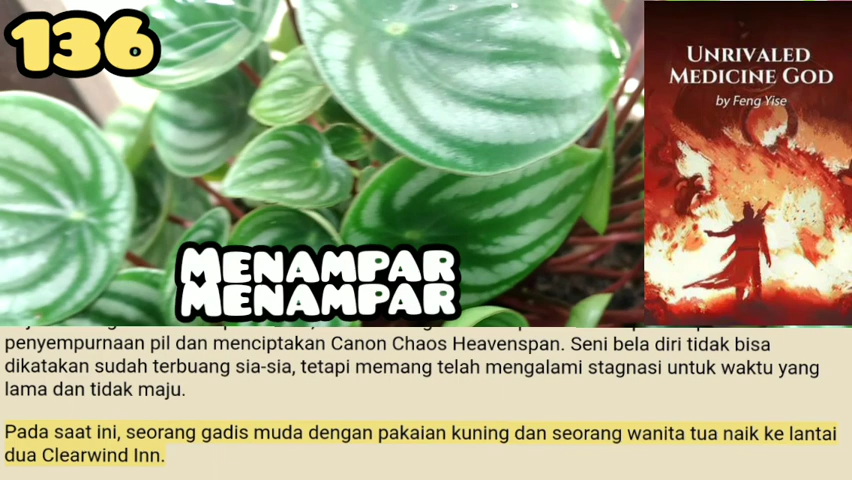 136
UNRIVALED
MEDICINE GOD
by Feng Yise
MENAMPAR
MENAMPAR
penyempurnaan pil dan menciptakan Canon Chaos Heavenspan. Seni bela diri tidak bisa
dikatakan sudah terbuang sia-sia, tetapi memang telah mengalami stagnasi untuk waktu yang
lama dan tidak maju.
Pada saat ini, seorang gadis muda dengan pakaian kuning dan seorang wanita tua naik ke lantai
dua Clearwind Inn.